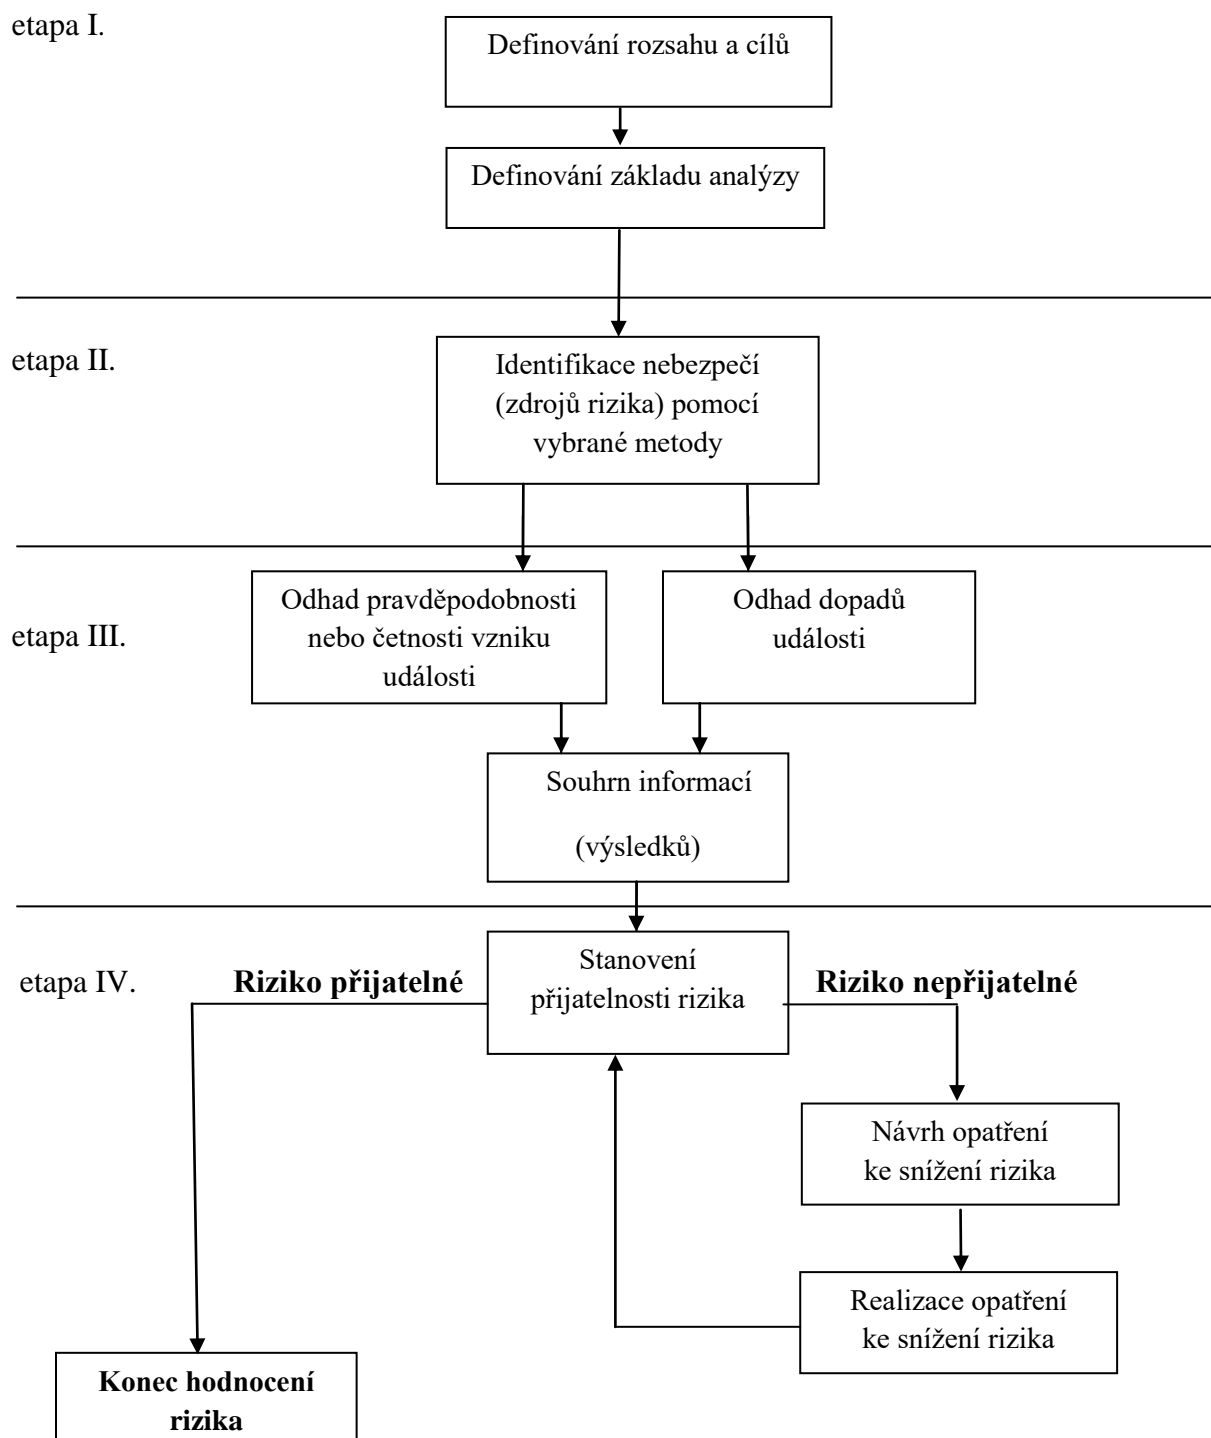 etapa I.
Definování rozsahu a cílů
Definování základu analýzy
etapa II.
Identifikace nebezpečí
(zdrojů rizika) pomocí
vybrané metody
etapa III.
Odhad pravděpodobnosti
nebo četnosti vzniku
události
Odhad dopadů
události
Souhrn informací
(výsledků)
etapa IV.
Riziko přijatelné
Stanovení
přijatelnosti rizika
Riziko nepřijatelné
Návrh opatření
ke snížení rizika
Realizace opatření
ke snížení rizika
Konec hodnocení
rizika